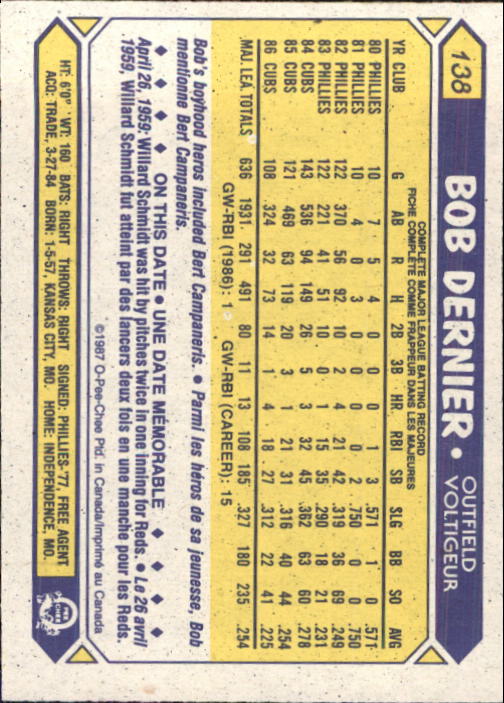 138
BOB DERNIER • OUTFIELD
VOLTIGEUR
COMPLETE MAJOR LEAGUE BATTING RECORD
FICHE COMPLÈTE COMME FRAPPEUR DANS LES MAJEURES
YR CLUB G AB R H 2B 3B HR RBI SB SLG BB SO AVG
80 PHILLIES 10 7 5 4 0 0 0 1 3 .571 1 0 .571
81 PHILLIES 10 4 0 3 0 0 0 0 2 .750 0 0 .750
82 PHILLIES 122 370 56 92 10 2 4 21 42 .319 36 69 .249
83 PHILLIES 122 221 41 51 10 0 1 15 35 .290 18 21 .231
84 CUBS 143 536 94 149 26 5 3 32 45 .362 63 60 .278
85 CUBS 121 469 63 119 20 3 1 21 31 .316 40 44 .254
86 CUBS 108 324 32 73 14 1 4 18 27 .312 22 41 .225
MAJ. LEA. TOTALS 636 1931 291 491 80 11 13 108 185 .327 180 235 .254
GW-RBI (1986): 1 GW-RBI (CAREER): 15
Bob's boyhood heros included Bert Campaneris. • Parmi les héros de sa jeunesse, Bob
mentionne Bert Campaneris.
ON THIS DATE • UNE DATE MÉMORABLE
April 26, 1959: Willard Schmidt was hit by pitches twice in one inning for Reds. • Le 26 avril
1959, Willard Schmidt fut atteint par des lancers deux fois en une manche pour les Reds.
©1987 O-Pee-Chee Ptd. in Canada/Imprimé au Canada
HT: 6'0" WT: 160 BATS: RIGHT THROWS: RIGHT SIGNED: PHILLIES-'77, FREE AGENT
ACQ: TRADE, 3-27-84 BORN: 1-5-57, KANSAS CITY, MO. HOME: INDEPENDENCE, MO.
O PEE CHEE